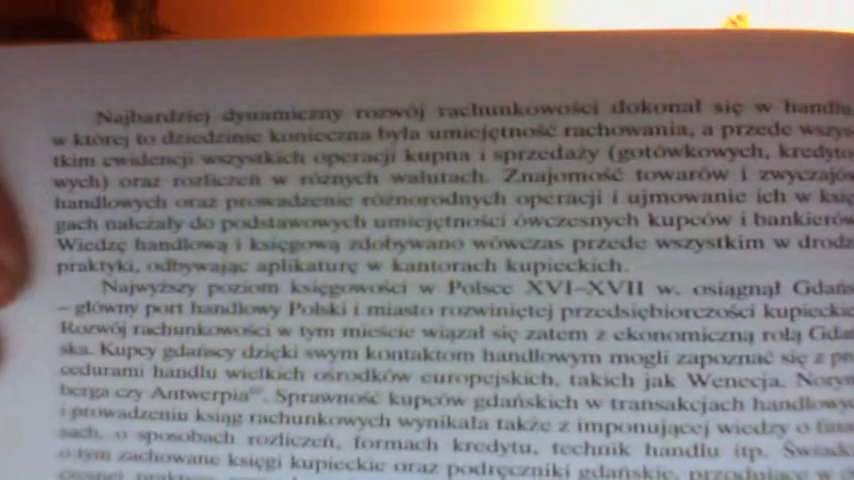 Najbardziej dynamiczny rozwój rachunkowości dokonał się w handlu,
w której to dziedzinie konieczna była umiejętność rachowania, a przede wszys
tkim ewidencji wszystkich operacji kupna i sprzedaży (gotówkowych, kredyto
wych) oraz rozliczeń w różnych walutach. Znajomość towarów i zwyczajów
handlowych oraz prowadzenie różnorodnych operacji i ujmowanie ich w księ
gach należały do podstawowych umiejętności ówczesnych kupców i bankierów
Wiedzę handlową i księgową zdobywano wówczas przede wszystkim w drodz
praktyki, odbywając aplikaturę w kantorach kupieckich.
Najwyższy poziom księgowości w Polsce XVI–XVII w. osiągnął Gdańs
– główny port handlowy Polski i miasto rozwiniętej przedsiębiorczości kupieckie
Rozwój rachunkowości w tym mieście wiązał się zatem z ekonomiczną rolą Gdań
ska. Kupcy gdańscy dzięki swym kontaktom handlowym mogli zapoznać się z pro
cedurami handlu wielkich ośrodków europejskich, takich jak Wenecja, Norym
berga czy Antwerpia. Sprawność kupców gdańskich w transakcjach handlowyc
i prowadzeniu ksiąg rachunkowych wynikała także z imponującej wiedzy o fina
sach, o sposobach rozliczeń, formach kredytu, technik handlu itp. Świadc
o tym zachowane księgi kupieckie oraz podręczniki gdańskie, przodujące w